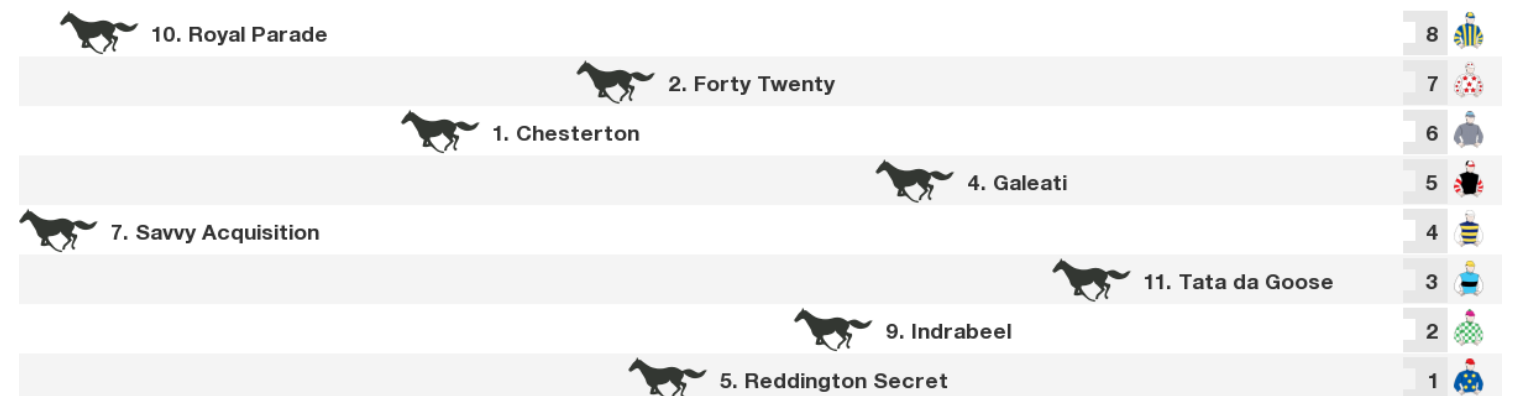 10. Royal Parade 8
2. Forty Twenty 7
1. Chesterton 6
4. Galeati 5
7. Savvy Acquisition 4
11. Tata da Goose 3
9. Indrabeel 2
5. Reddington Secret 1